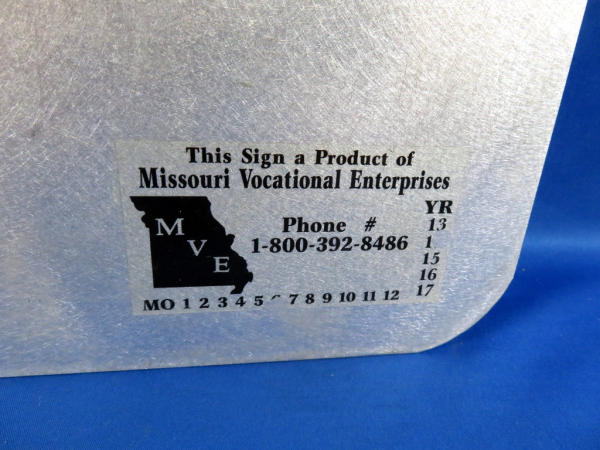 This Sign a Product of
Missouri Vocational Enterprises
M
V
E
Phone #
1-800-392-8486
YR
13
1
15
16
17
MO 1 2 3 4 5 7 8 9 10 11 12